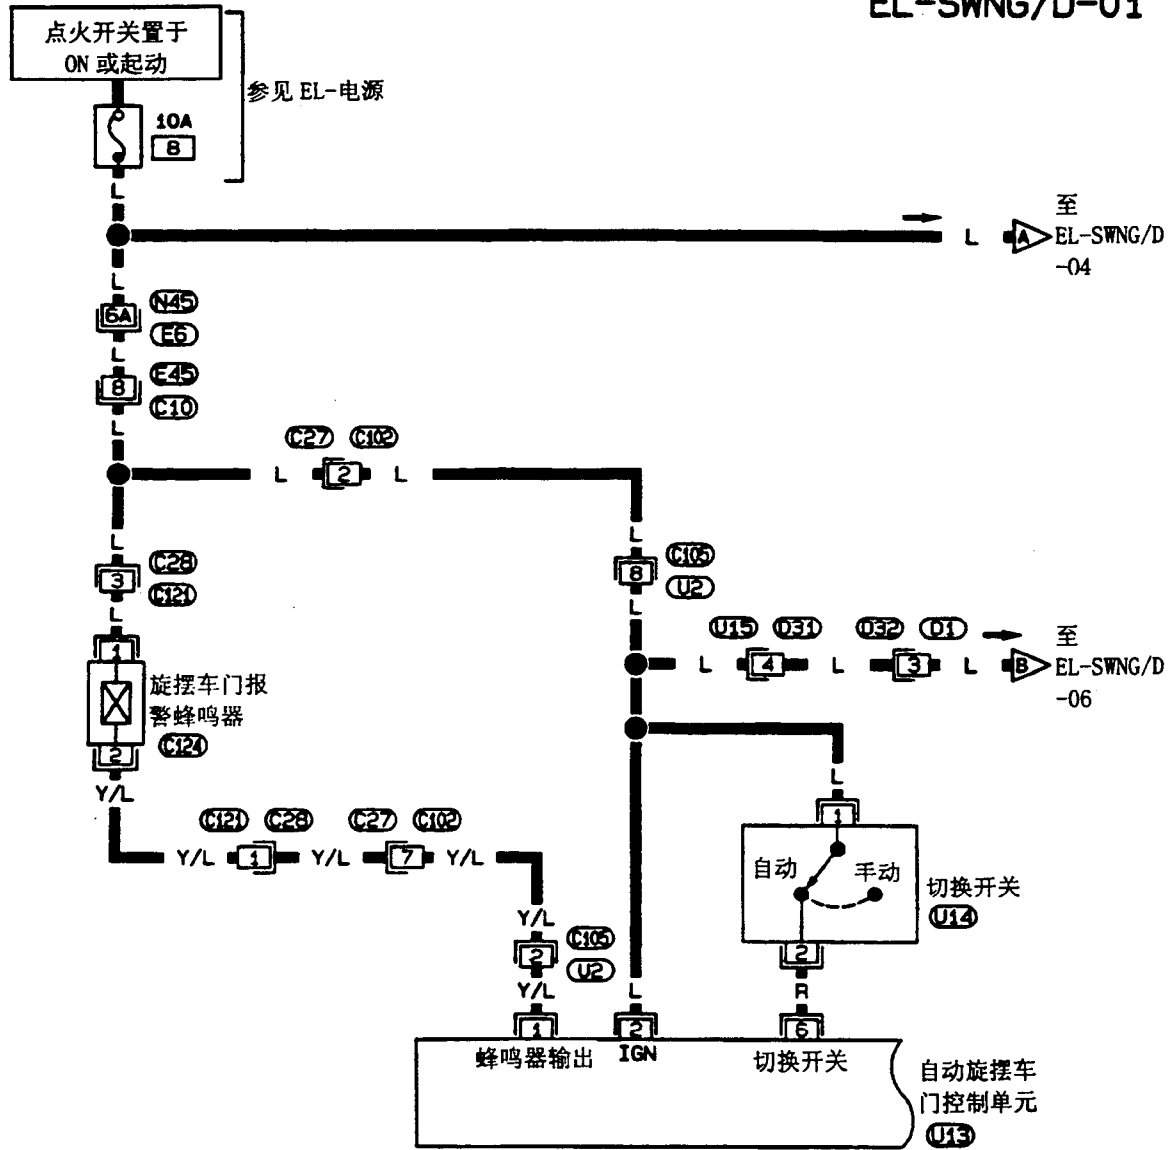 EL-SWNG/D-01
点火开关置于
ON 或起动
参见 EL-电源
10A
8
L
至
L
A
EL-SWNG/D
-04
L
6A
N45
E6
L
8
E45
C10
L
C27
C102
L
2
L
L
3
C28
C121
L
L
8
C105
U2
L
1
旋摆车门报
警蜂鸣器
C124
2
U15
D31
D32
D1
至
L
4
L
3
L
B
EL-SWNG/D
-06
L
1
自动
手动
切换开关
U14
2
R
6
Y/L
C121
C28
C27
C102
Y/L
1
Y/L
7
Y/L
Y/L
2
C105
U2
Y/L
1
L
2
蜂鸣器输出
IGN
切换开关
自动旋摆车
门控制单元
U13